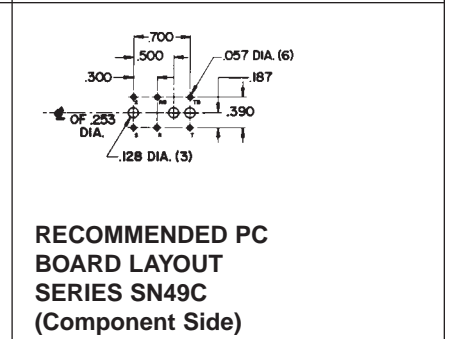 .700
.500
.057 DIA. (6)
.300
.187
.390
OF .253
DIA.
.128 DIA. (3)
RECOMMENDED PC
BOARD LAYOUT
SERIES SN49C
(Component Side)